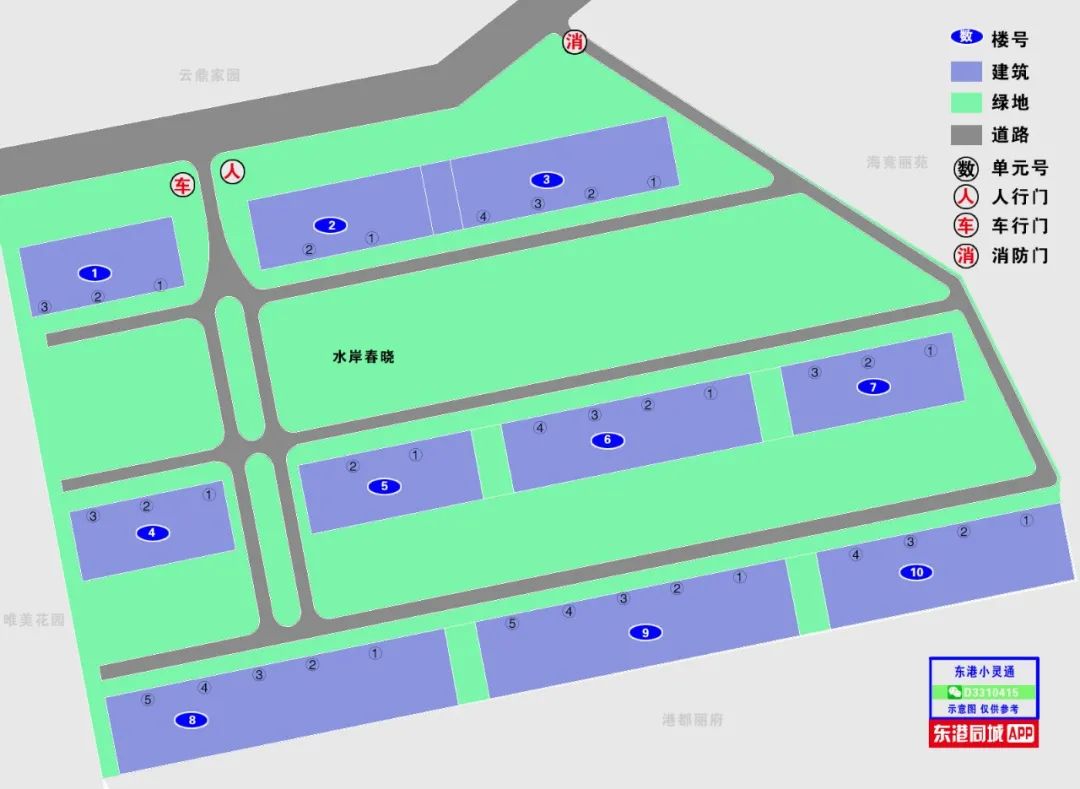 消
云鼎家园
数 楼号
建筑
绿地
道路
数 单元号
人 人行门
车 车行门
消 消防门
海竟丽苑
车
人
3
4 3 2 1
2
2 1
1
3 2 1
水岸春晓
7
3 2 1
6
4 3 2 1
5
2 1
4
3 2 1
10
4 3 2 1
9
5 4 3 2 1
8
5 4 3 2 1
唯美花园
港都丽府
东港小灵通
D3310415
示意图 仅供参考
东港同城APP